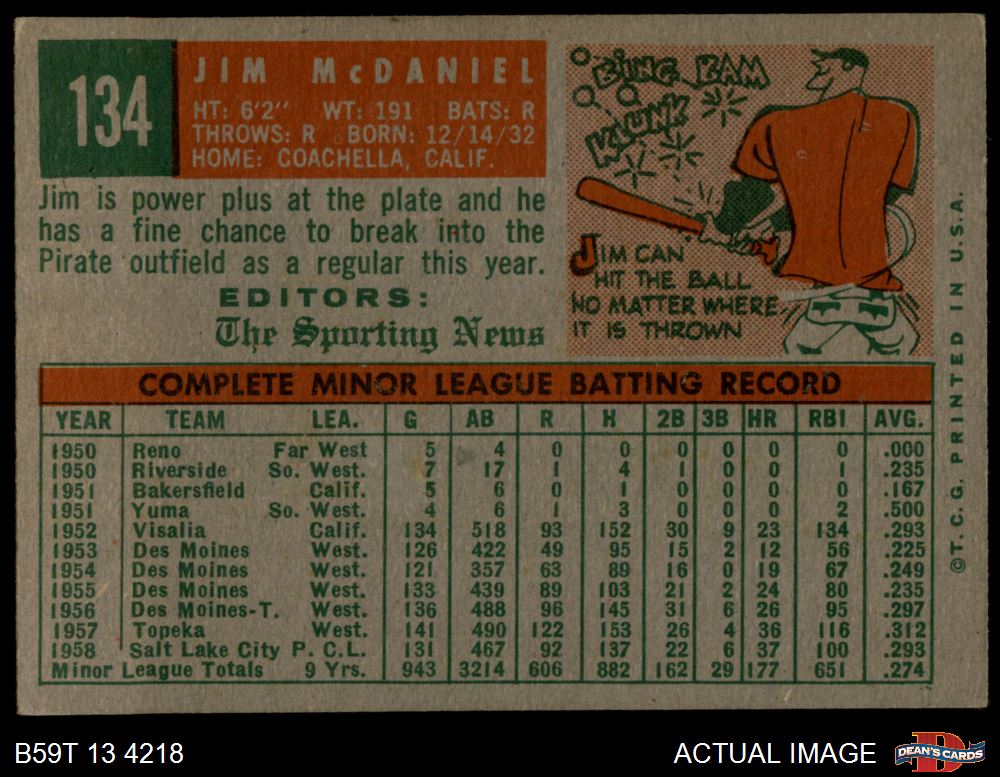 134
JIM McDANIEL
HT: 6'2" WT: 191 BATS: R
THROWS: R BORN: 12/14/32
HOME: COACHELLA, CALIF.
Jim is power plus at the plate and he
has a fine chance to break into the
Pirate outfield as a regular this year.
EDITORS:
The Sporting News
BING BAM
KLUNK
JIM CAN
HIT THE BALL
NO MATTER WHERE
IT IS THROWN
COMPLETE MINOR LEAGUE BATTING RECORD
YEAR TEAM LEA. G AB R H 2B 3B HR RBI AVG.
1950 Reno Far West 5 4 0 0 0 0 0 0 .000
1950 Riverside So. West. 7 17 1 4 1 0 0 1 .235
1951 Bakersfield Calif. 5 6 0 1 0 0 0 0 .167
1951 Yuma So. West. 4 6 1 3 0 0 0 2 .500
1952 Visalia Calif. 134 518 93 152 30 9 23 134 .293
1953 Des Moines West. 126 422 49 95 15 2 12 56 .225
1954 Des Moines West. 121 357 63 89 16 0 19 67 .249
1955 Des Moines West. 133 439 89 103 21 2 24 80 .235
1956 Des Moines-T. West. 136 488 96 145 31 6 26 95 .297
1957 Topeka West. 141 490 122 153 26 4 36 116 .312
1958 Salt Lake City P. C. L. 131 467 92 137 22 6 37 100 .293
Minor League Totals 9 Yrs. 943 3214 606 882 162 29 177 651 .274
©T. C. G. PRINTED IN U.S.A.
B59T 13 4218
ACTUAL IMAGE
DEAN'S CARDS